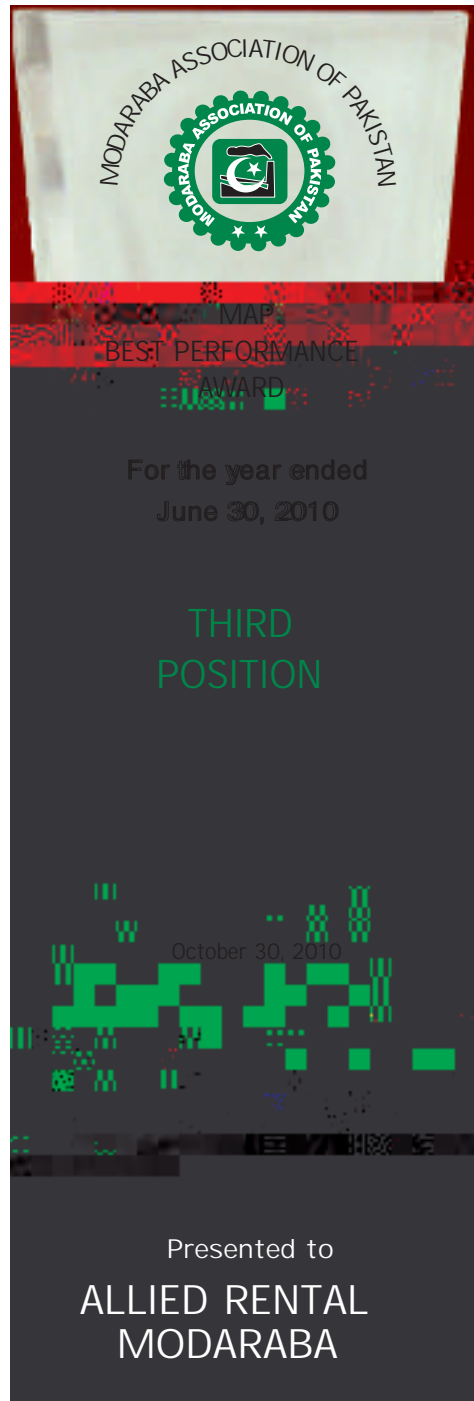 MODARABA ASSOCIATION OF PAKISTAN
MODARABA ASSOCIATION OF PAKISTAN
MAP
BEST PERFORMANCE
AWARD
For the year ended
June 30, 2010
THIRD
POSITION
October 30, 2010
Presented to
ALLIED RENTAL
MODARABA